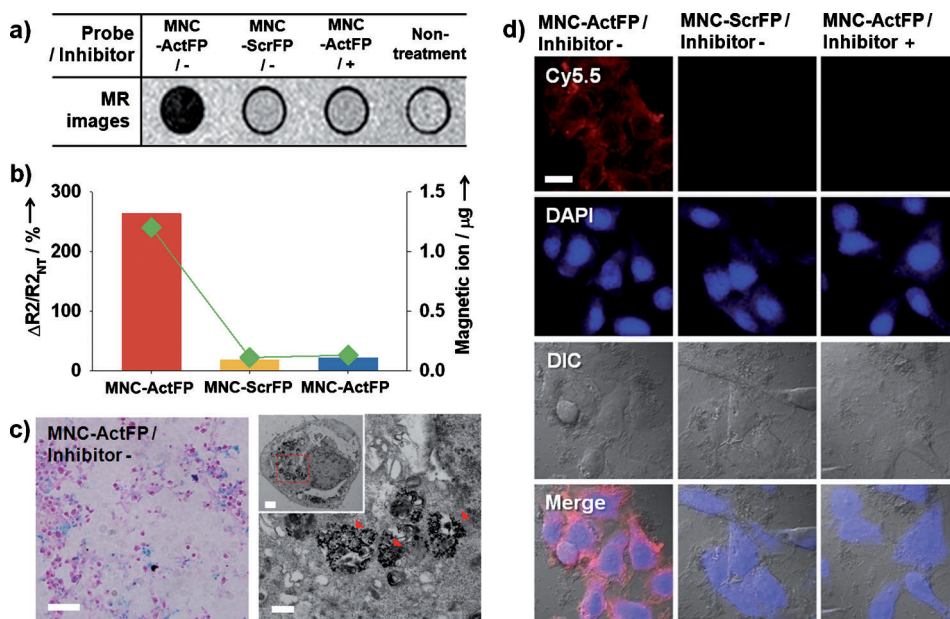 a)
Probe / Inhibitor
MNC -ActFP / -
MNC -ScrFP / -
MNC -ActFP / +
Non- treatment
MR images
b)
ΔR2/R2NT / % →
300
200
100
0
Magnetic ion / μg →
1.5
1.0
0.5
0.0
MNC-ActFP MNC-ScrFP MNC-ActFP
c)
MNC-ActFP /
Inhibitor -
d)
MNC-ActFP /
Inhibitor -
MNC-ScrFP /
Inhibitor -
MNC-ActFP /
Inhibitor +
Cy5.5
DAPI
DIC
Merge